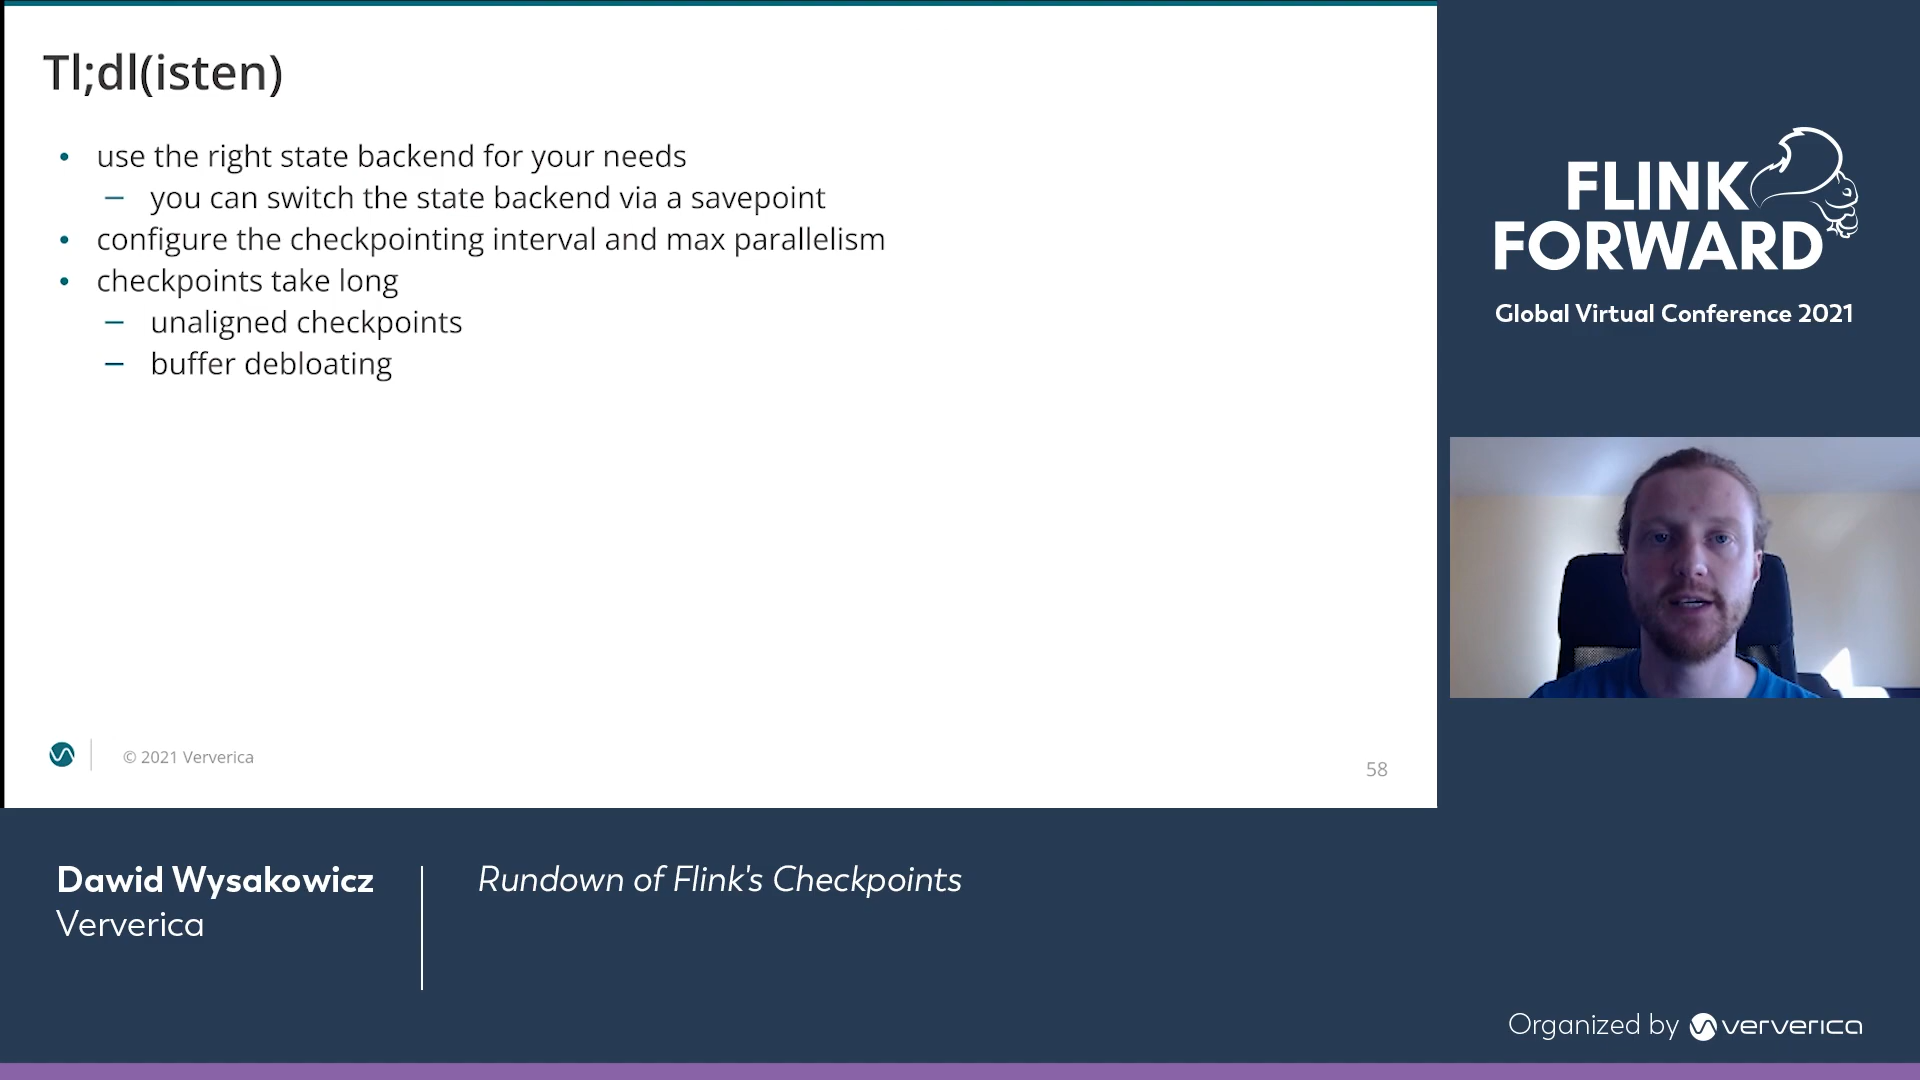 Tl;dl(isten)
• use the right state backend for your needs
– you can switch the state backend via a savepoint
• configure the checkpointing interval and max parallelism
• checkpoints take long
– unaligned checkpoints
– buffer debloating
© 2021 Ververica
58
FLINK
FORWARD
Global Virtual Conference 2021
Dawid Wysakowicz
Ververica
Rundown of Flink's Checkpoints
Organized by ververica